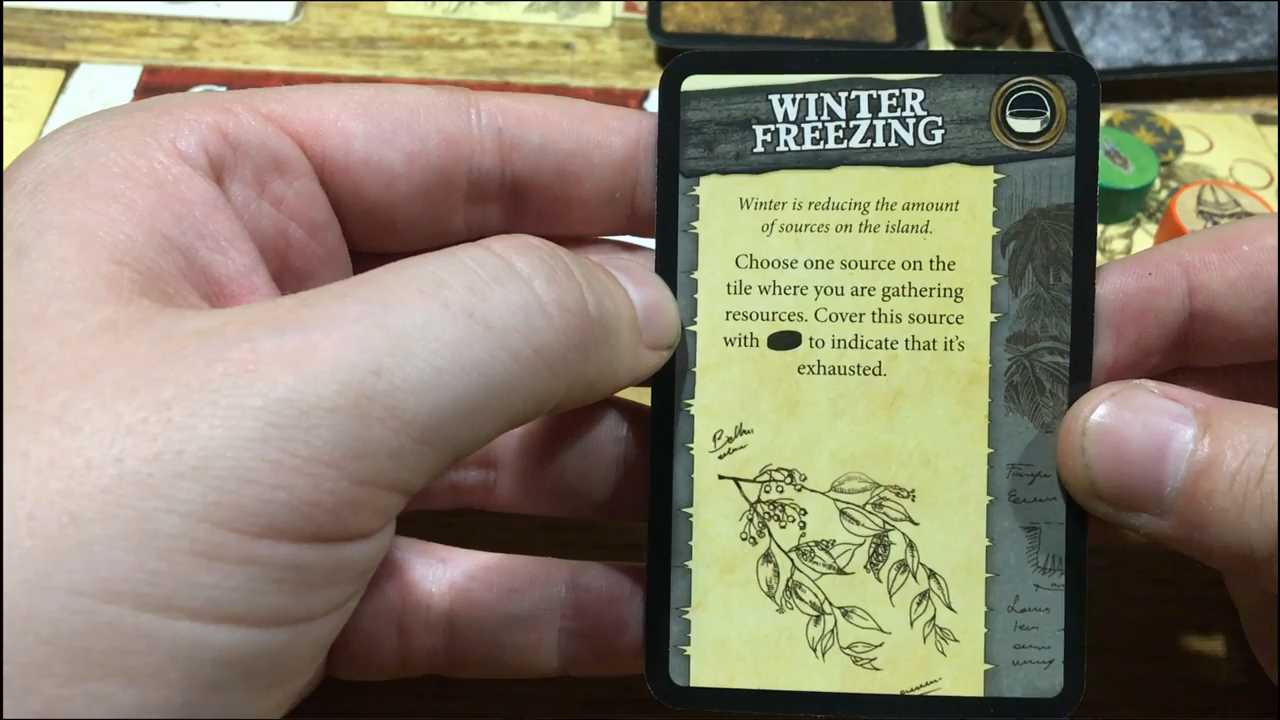 WINTER
FREEZING
Winter is reducing the amount
of sources on the island.
Choose one source on the
tile where you are gathering
resources. Cover this source
with to indicate that it's
exhausted.